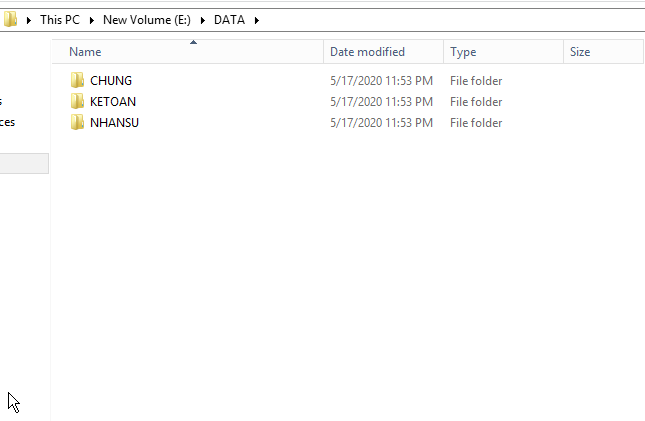 This PC New Volume (E:) DATA
Name Date modified Type Size
CHUNG 5/17/2020 11:53 PM File folder
s
KETOAN 5/17/2020 11:53 PM File folder
ces
NHANSU 5/17/2020 11:53 PM File folder